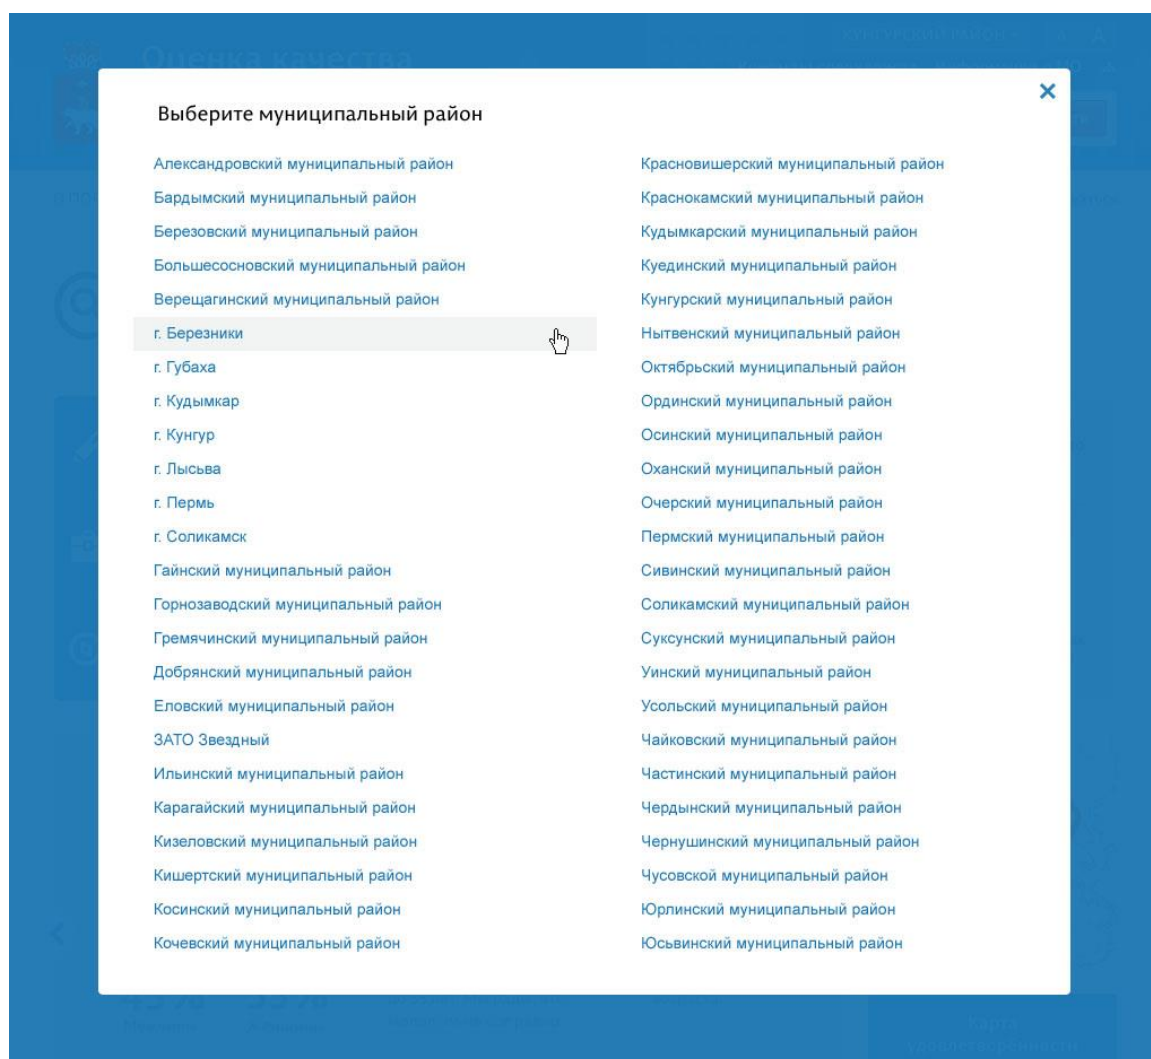 Оценка качества
КУНГУРСКИЙ РАЙОН
Выберите муниципальный район
Александровский муниципальный район
Бардымский муниципальный район
Березовский муниципальный район
Большесосновский муниципальный район
Верещагинский муниципальный район
г. Березники
г. Губаха
г. Кудымкар
г. Кунгур
г. Лысьва
г. Пермь
г. Соликамск
Гайнский муниципальный район
Горнозаводский муниципальный район
Гремячинский муниципальный район
Добрянский муниципальный район
Еловский муниципальный район
ЗАТО Звездный
Ильинский муниципальный район
Карагайский муниципальный район
Кизеловский муниципальный район
Кишертский муниципальный район
Косинский муниципальный район
Кочевский муниципальный район
Красновишерский муниципальный район
Краснокамский муниципальный район
Кудымкарский муниципальный район
Куединский муниципальный район
Кунгурский муниципальный район
Нытвенский муниципальный район
Октябрьский муниципальный район
Ординский муниципальный район
Осинский муниципальный район
Оханский муниципальный район
Очерский муниципальный район
Пермский муниципальный район
Сивинский муниципальный район
Соликамский муниципальный район
Суксунский муниципальный район
Уинский муниципальный район
Усольский муниципальный район
Чайковский муниципальный район
Частинский муниципальный район
Чердынский муниципальный район
Чернушинский муниципальный район
Чусовской муниципальный район
Юрлинский муниципальный район
Юсьвинский муниципальный район
Карта
удовлетворенности